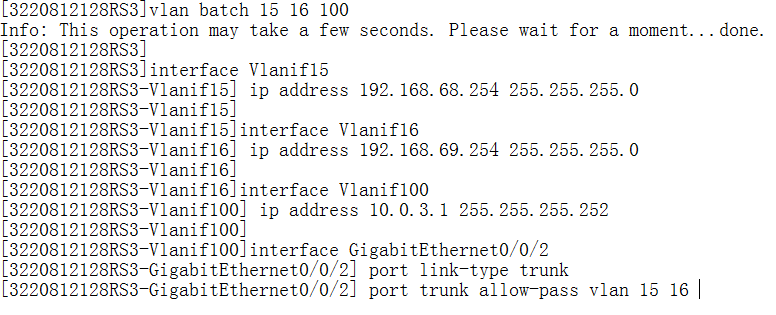 [3220812128RS3]vlan batch 15 16 100
Info: This operation may take a few seconds. Please wait for a moment...done.
[3220812128RS3]
[3220812128RS3]interface Vlanif15
[3220812128RS3-Vlanif15] ip address 192.168.68.254 255.255.255.0
[3220812128RS3-Vlanif15]
[3220812128RS3-Vlanif15]interface Vlanif16
[3220812128RS3-Vlanif16] ip address 192.168.69.254 255.255.255.0
[3220812128RS3-Vlanif16]
[3220812128RS3-Vlanif16]interface Vlanif100
[3220812128RS3-Vlanif100] ip address 10.0.3.1 255.255.255.252
[3220812128RS3-Vlanif100]
[3220812128RS3-Vlanif100]interface GigabitEthernet0/0/2
[3220812128RS3-GigabitEthernet0/0/2] port link-type trunk
[3220812128RS3-GigabitEthernet0/0/2] port trunk allow-pass vlan 15 16